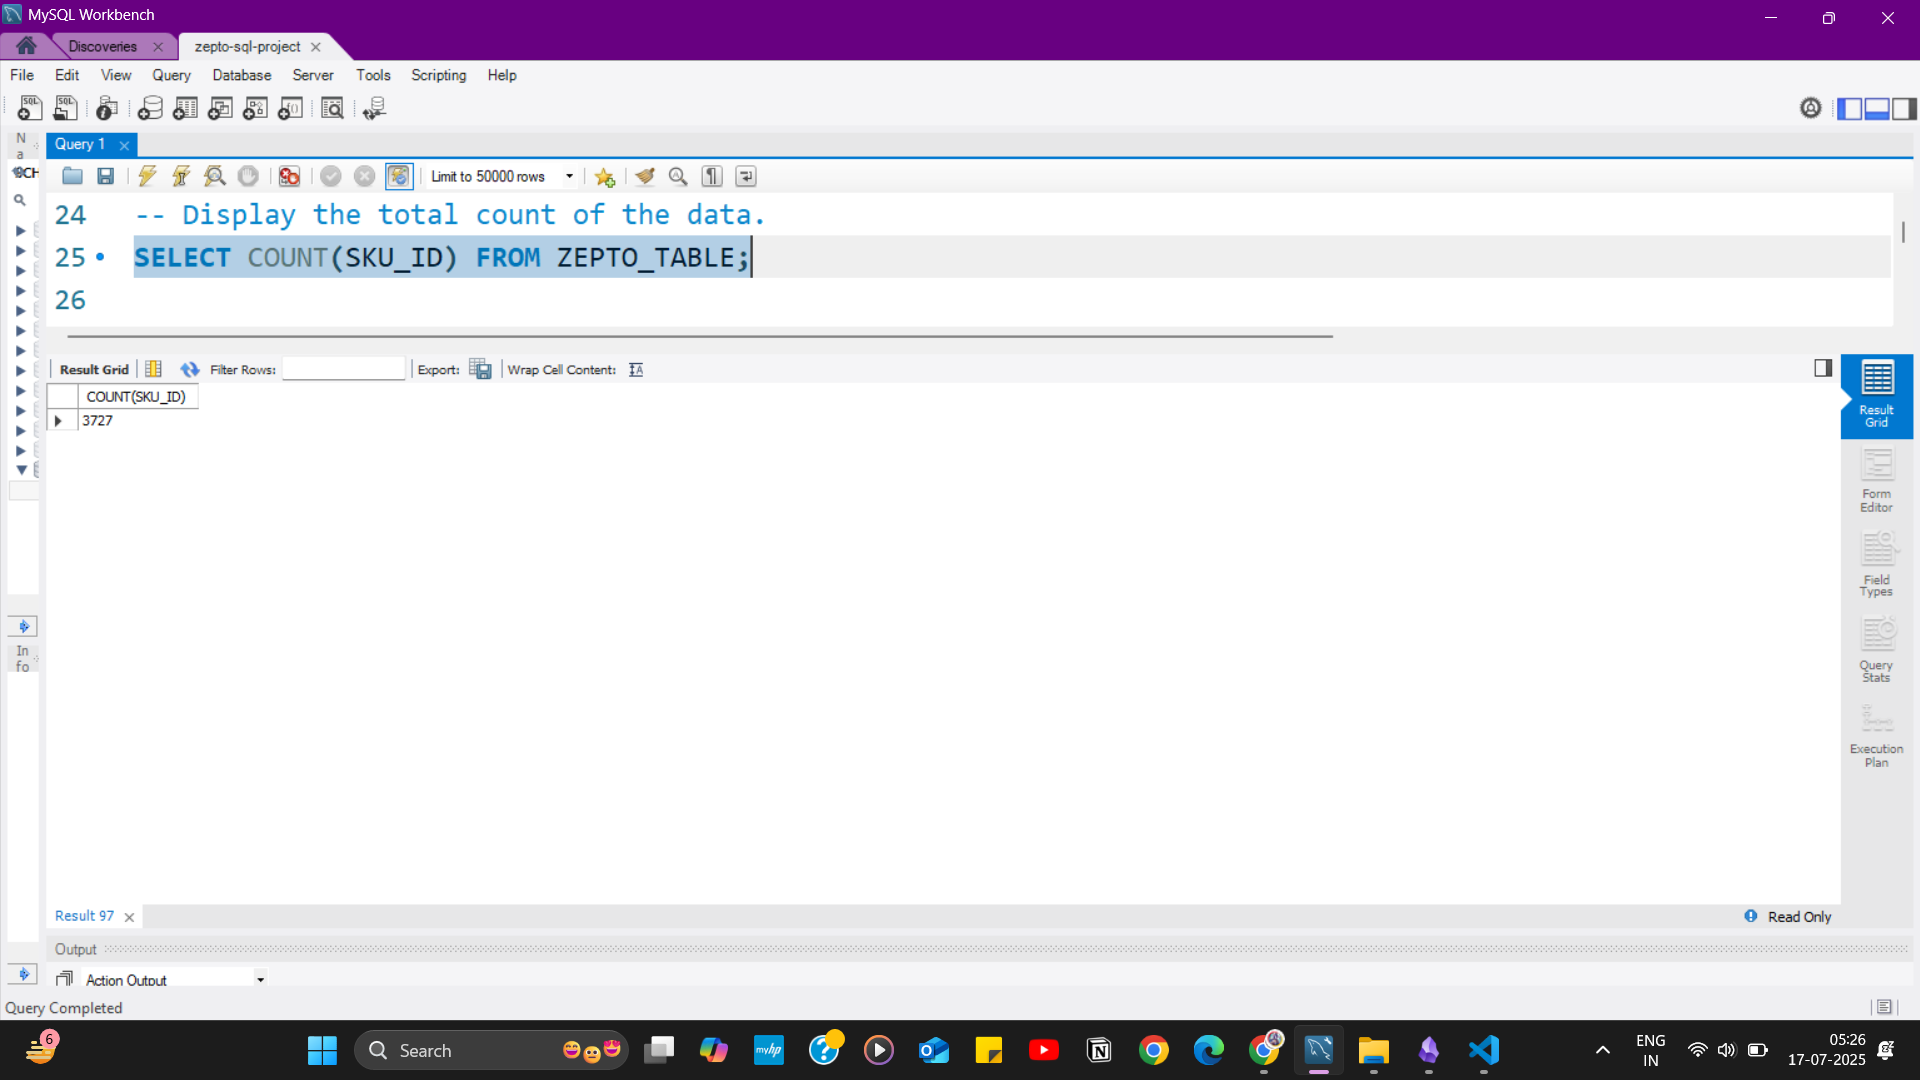 MySQL Workbench
Discoveries
zepto-sql-project
File Edit View Query Database Server Tools Scripting Help
Na
Query 1
Limit to 50000 rows
24 -- Display the total count of the data.
25 SELECT COUNT(SKU_ID) FROM ZEPTO_TABLE;
26
Result Grid Filter Rows: Export: Wrap Cell Content:
COUNT(SKU_ID)
3727
Result Grid
Form Editor
Field Types
Query Stats
Execution Plan
Info
Result 97
Read Only
Output
Action Output
Query Completed
6
Search
myhp
ENG
IN
05:26
17-07-2025